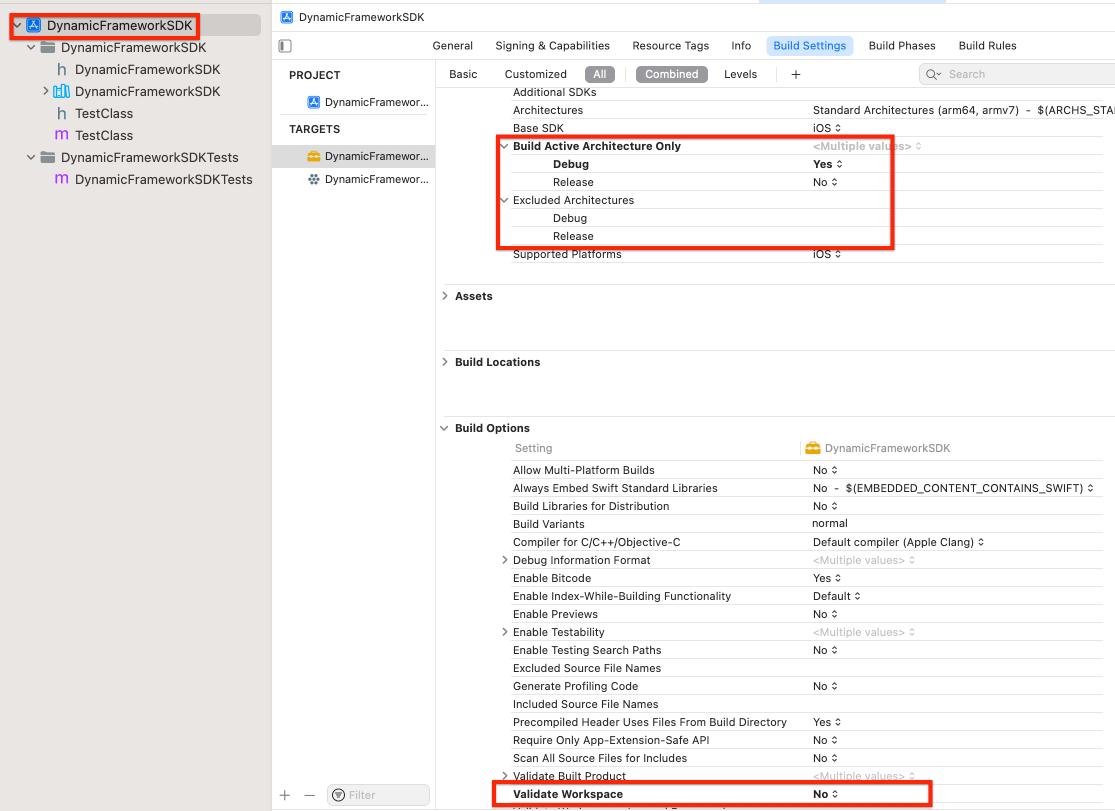 DynamicFrameworkSDK
DynamicFrameworkSDK
h DynamicFrameworkSDK
DynamicFrameworkSDK
h TestClass
m TestClass
DynamicFrameworkSDKTests
m DynamicFrameworkSDKTests
DynamicFrameworkSDK
General Signing & Capabilities Resource Tags Info Build Settings Build Phases Build Rules
PROJECT
DynamicFramewor...
TARGETS
DynamicFramewor...
DynamicFramewor...
Filter
Basic Customized All Combined Levels + Search
Additional SDKs
Architectures Standard Architectures (arm64, armv7) - $(ARCHS_STA
Base SDK iOS
Build Active Architecture Only <Multiple values>
Debug Yes
Release No
Excluded Architectures
Debug
Release
Supported Platforms iOS
Assets
Build Locations
Build Options
Setting DynamicFrameworkSDK
Allow Multi-Platform Builds No
Always Embed Swift Standard Libraries No - $(EMBEDDED_CONTENT_CONTAINS_SWIFT)
Build Libraries for Distribution No
Build Variants normal
Compiler for C/C++/Objective-C Default compiler (Apple Clang)
Debug Information Format <Multiple values>
Enable Bitcode Yes
Enable Index-While-Building Functionality Default
Enable Previews No
Enable Testability <Multiple values>
Enable Testing Search Paths No
Excluded Source File Names
Generate Profiling Code No
Included Source File Names
Precompiled Header Uses Files From Build Directory Yes
Require Only App-Extension-Safe API No
Scan All Source Files for Includes No
Validate Built Product <Multiple values>
Validate Workspace No